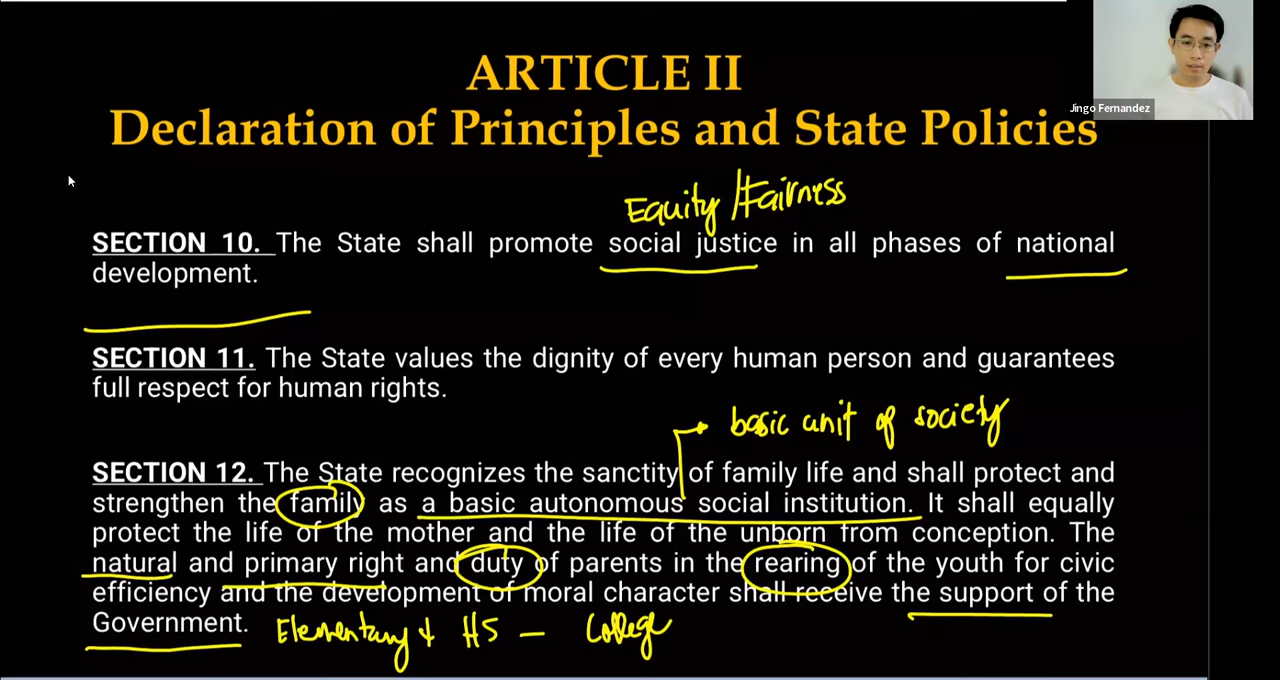 ARTICLE II
Jingo Fernandez
Declaration of Principles and State Policies
Equity/Fairness
SECTION 10. The State shall promote social justice in all phases of national
development.
SECTION 11. The State values the dignity of every human person and guarantees
full respect for human rights.
basic unit of society
SECTION 12. The State recognizes the sanctity of family life and shall protect and
strengthen the family as a basic autonomous social institution. It shall equally
protect the life of the mother and the life of the unborn from conception. The
natural and primary right and duty of parents in the rearing of the youth for civic
efficiency and the development of moral character shall receive the support of the
Government.
Elementary + HS — College